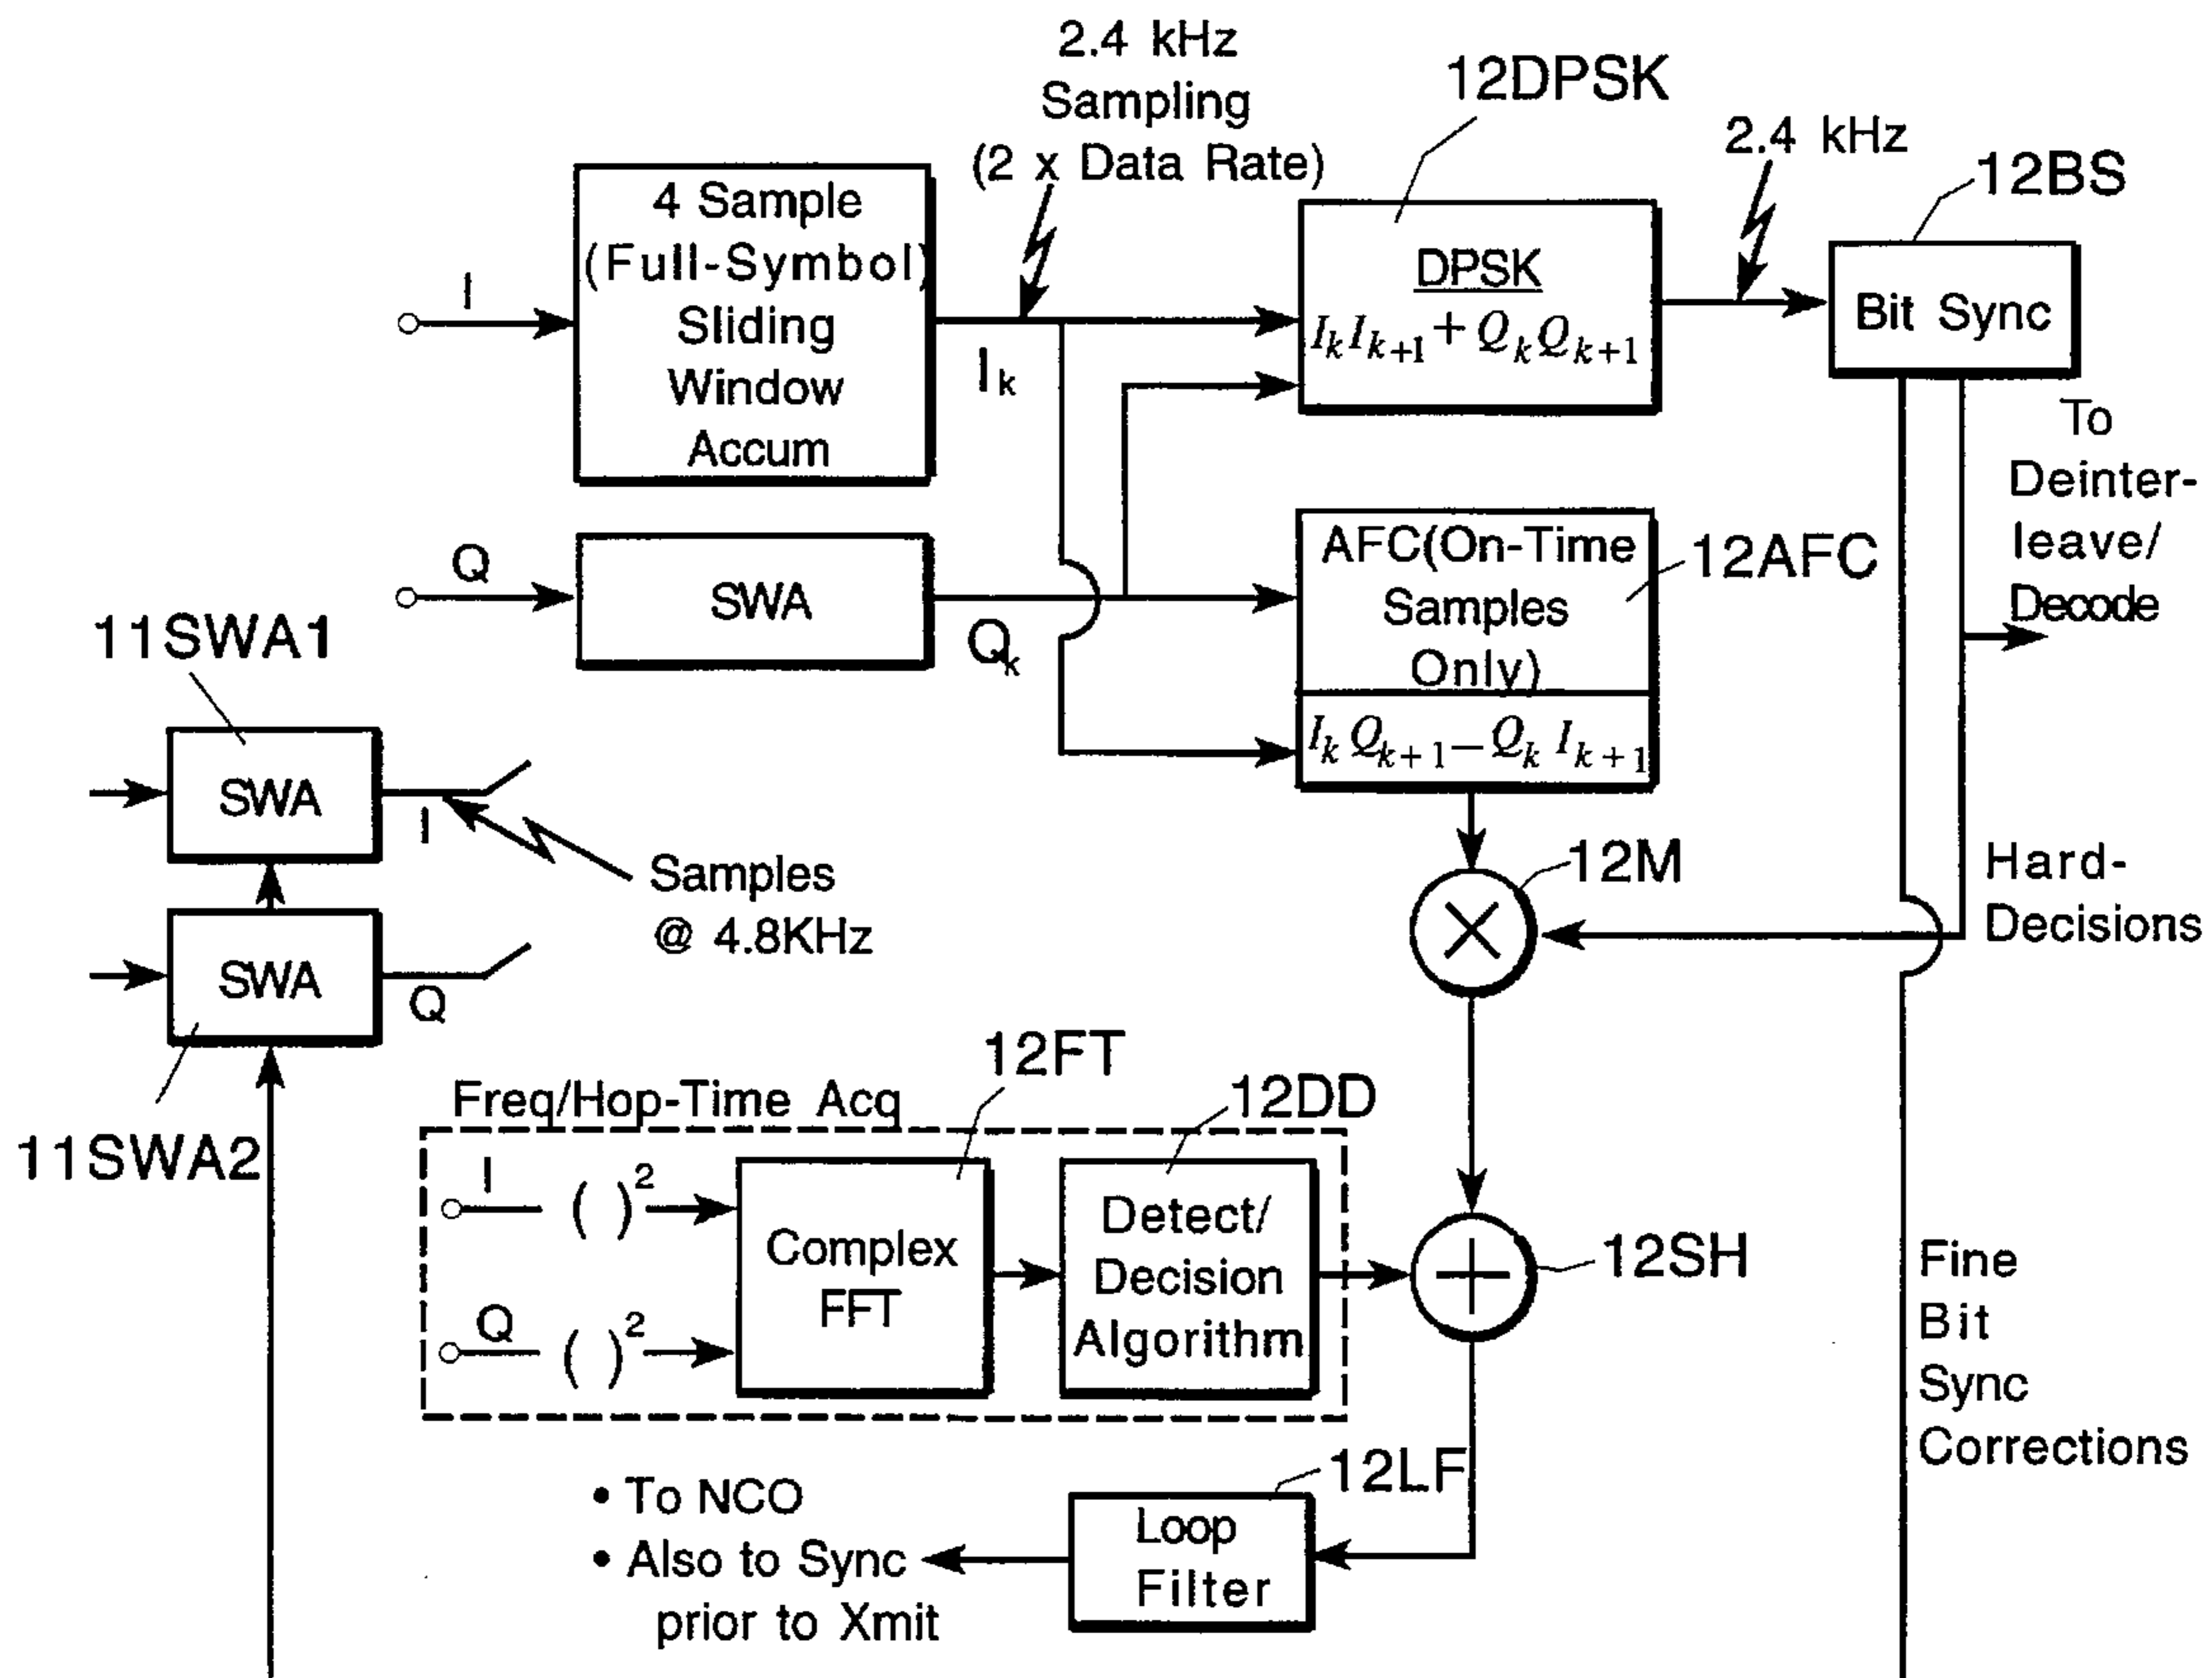 2.4 kHz
Sampling
(2 x Data Rate)
12DPSK
2.4 kHz
12BS
4 Sample
(Full-Symbol)
Sliding
Window
Accum
I
I_k
DPSK
I_k I_{k+1} + Q_k Q_{k+1}
Bit Sync
To
Deinter-
leave/
Decode
Q
SWA
Q_k
AFC(On-Time
Samples
Only)
I_k Q_{k+1} – Q_k I_{k+1}
12AFC
11SWA1
SWA
I
Samples
@ 4.8KHz
SWA
Q
11SWA2
12M
Hard-
Decisions
Freq/Hop-Time Acq
12FT
12DD
I
( )²
Q
( )²
Complex
FFT
Detect/
Decision
Algorithm
12SH
Fine
Bit
Sync
Corrections
12LF
Loop
Filter
• To NCO
• Also to Sync
prior to Xmit